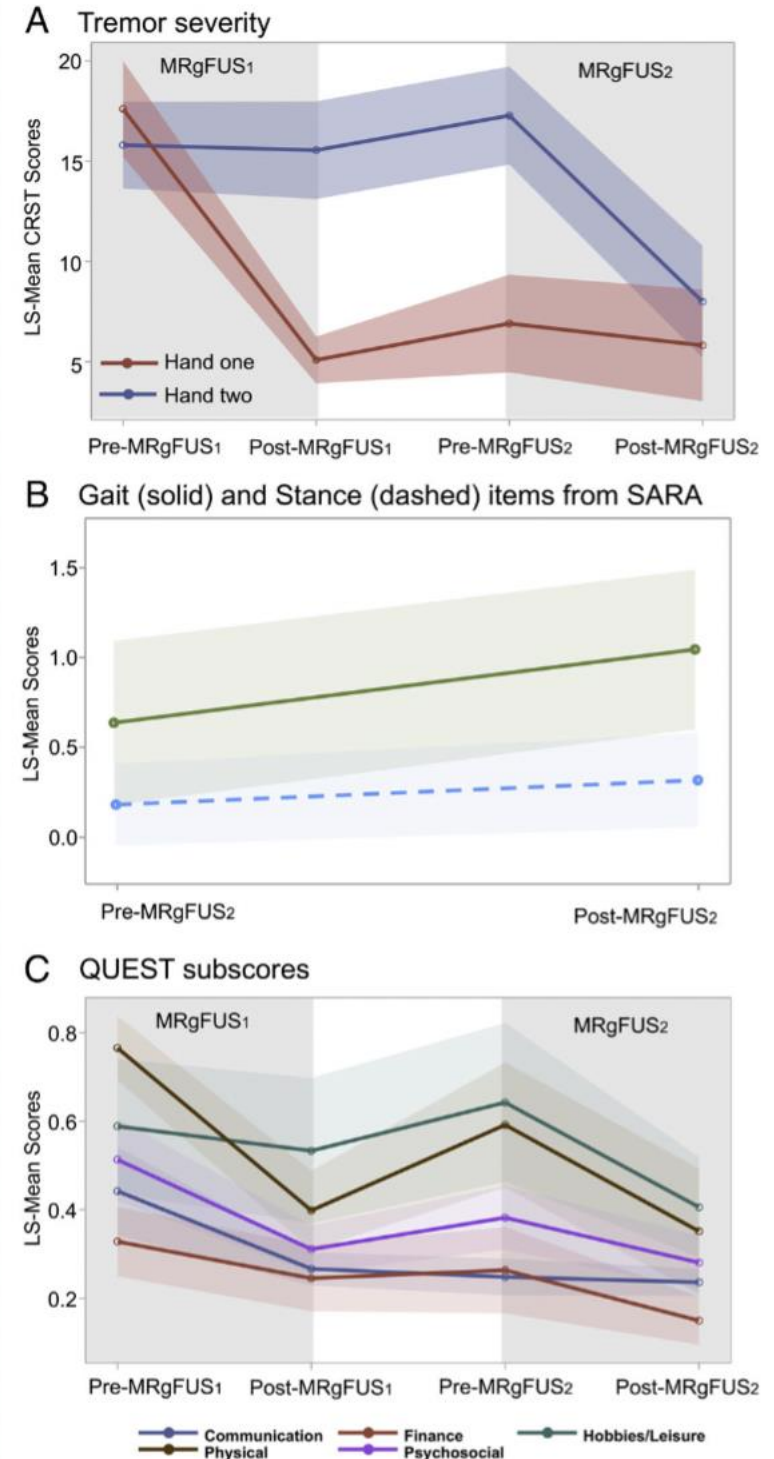 A Tremor severity
MRgFUS1
MRgFUS2
LS-Mean CRST Scores
20
15
10
5
Hand one
Hand two
Pre-MRgFUS1 Post-MRgFUS1 Pre-MRgFUS2 Post-MRgFUS2
B Gait (solid) and Stance (dashed) items from SARA
LS-Mean Scores
1.5
1.0
0.5
0.0
Pre-MRgFUS2 Post-MRgFUS2
C QUEST subscores
MRgFUS1
MRgFUS2
LS-Mean Scores
0.8
0.6
0.4
0.2
Pre-MRgFUS1 Post-MRgFUS1 Pre-MRgFUS2 Post-MRgFUS2
Communication Finance Hobbies/Leisure
Physical Psychosocial